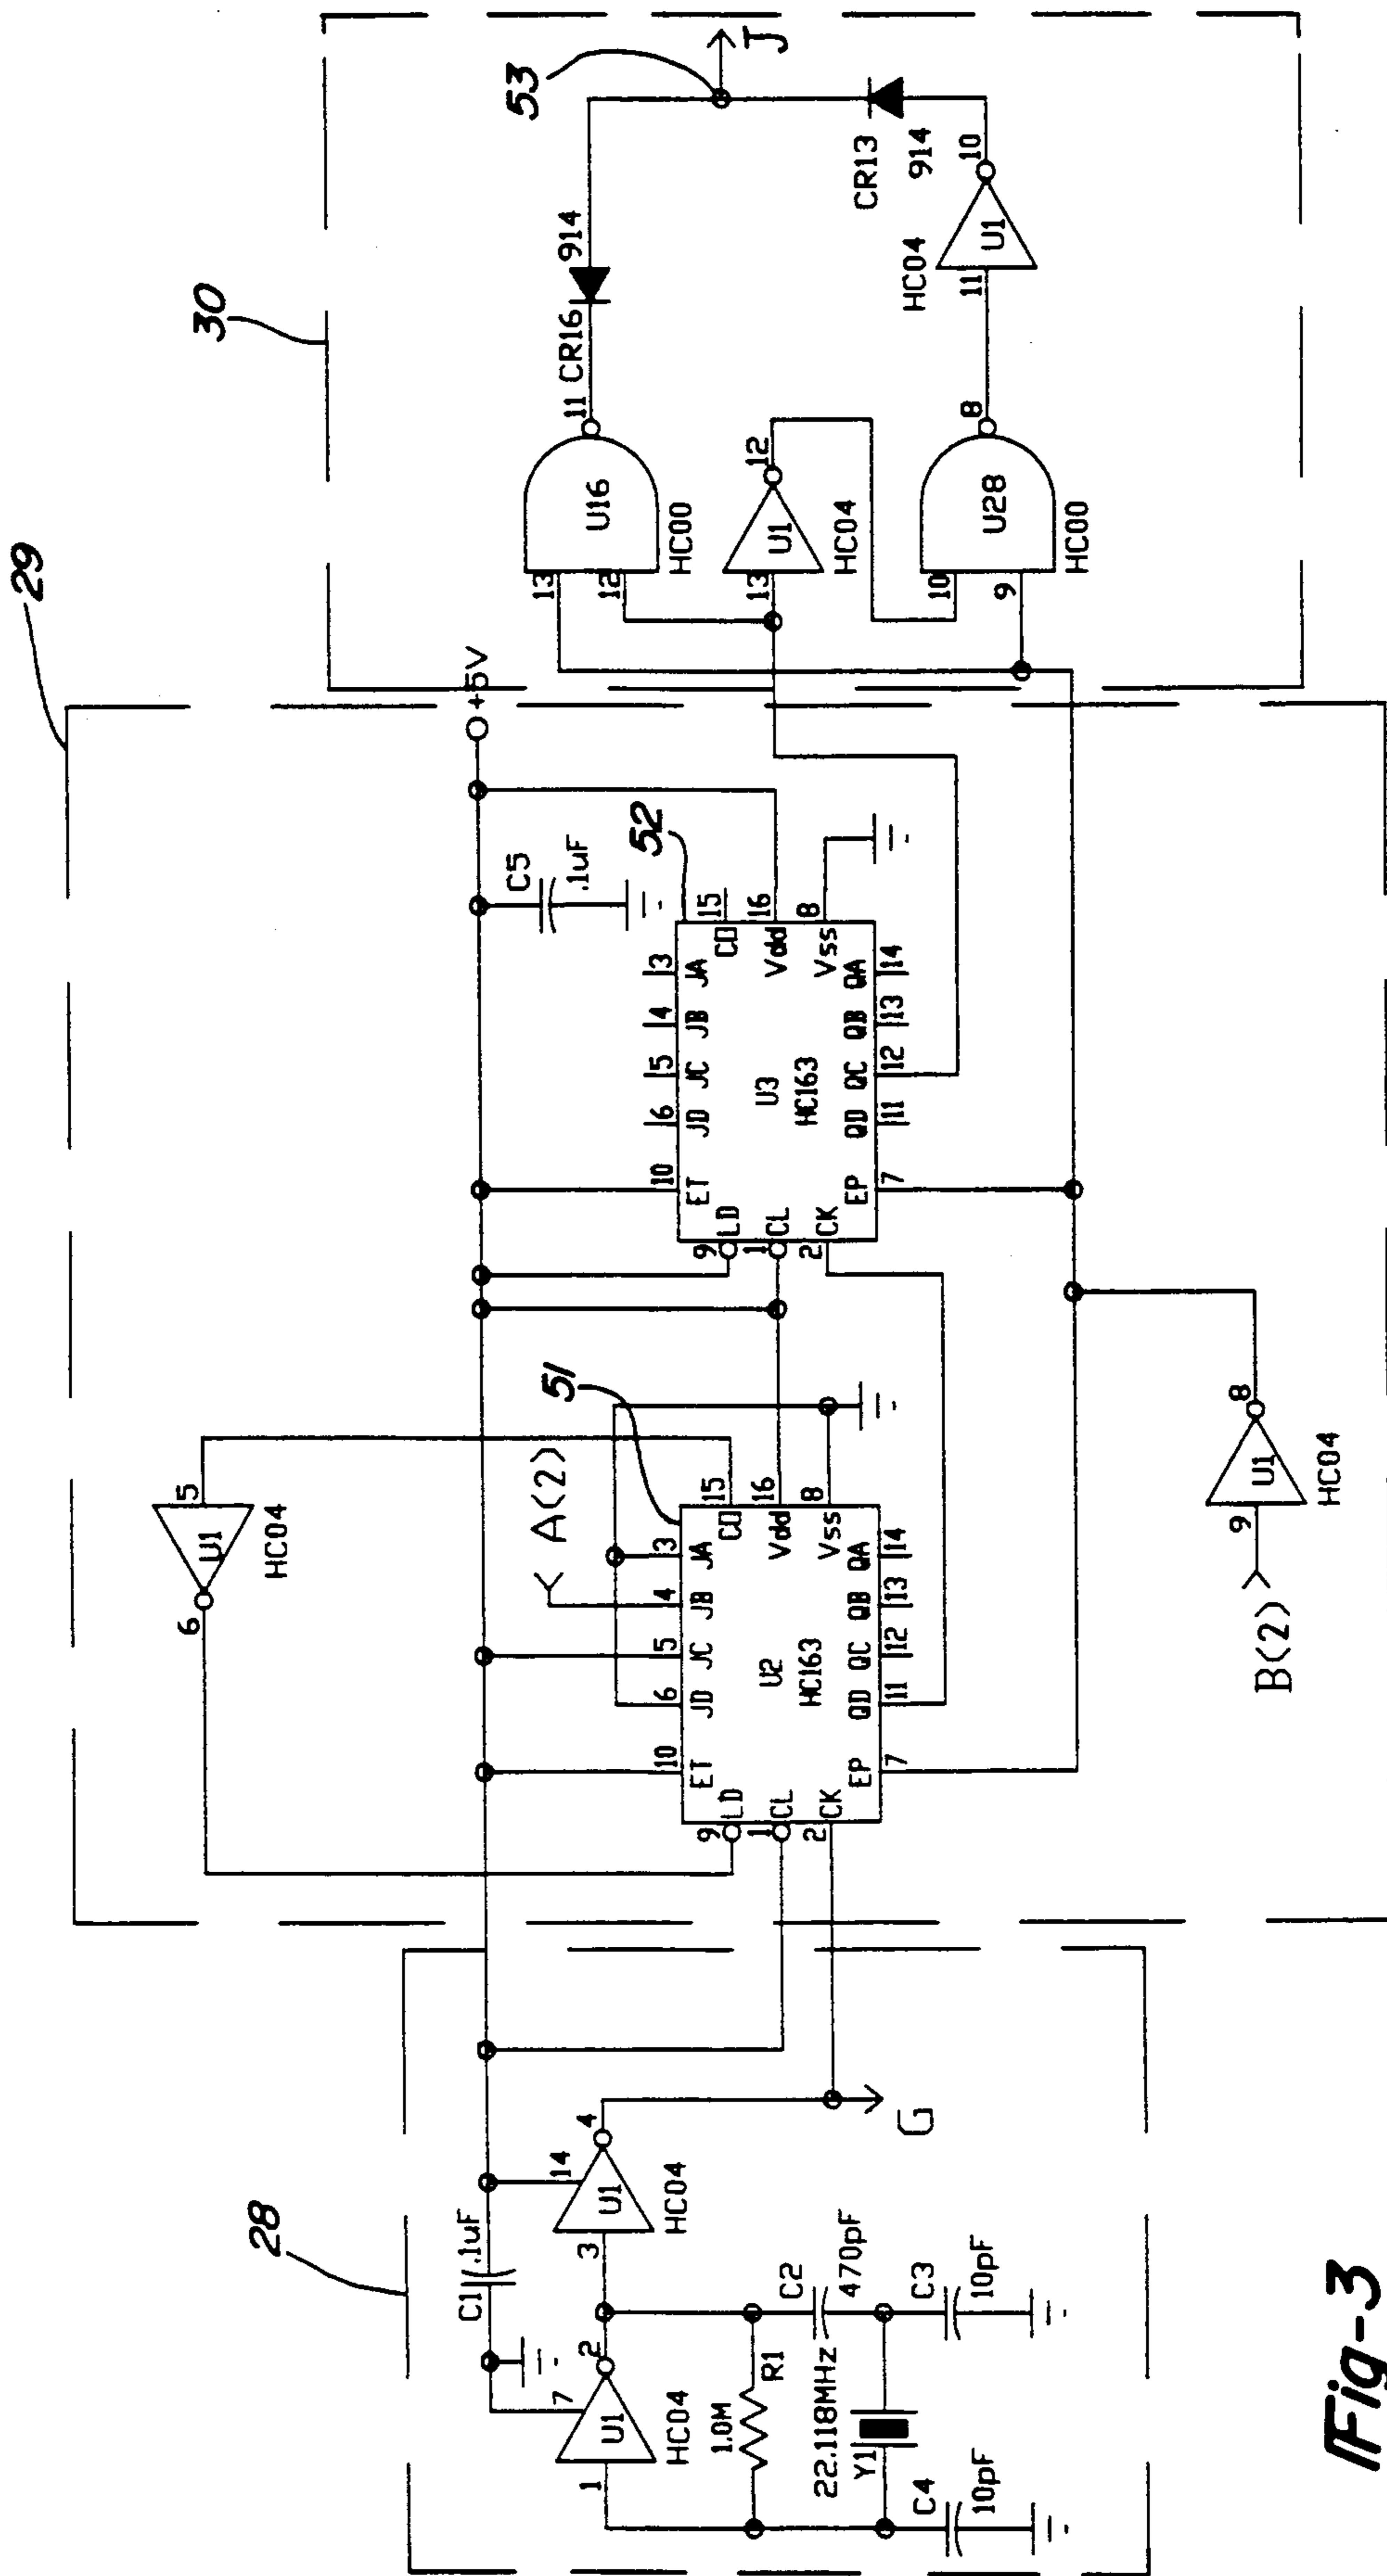 29
30
53
J
28
+5V
C1
.1uF
7
U1
HC04
1
2
14
U1
HC04
3
4
G
1.0M
R1
22.118MHz
Y1
C2
470pF
C3
10pF
C4
10pF
6
U1
5
HC04
A(2)
51
10
6
5
4
3
ET
JD
JC
JB
JA
9
LD
CO
15
1
CL
Vdd
16
2
CK
Vss
8
U2
HC163
EP
QD
QC
QB
QA
7
11
12
13
14
C5
.1uF
52
10
6
5
4
3
ET
JD
JC
JB
JA
9
LD
CO
15
1
CL
Vdd
16
2
CK
Vss
8
U3
HC163
EP
QD
QC
QB
QA
7
11
12
13
14
B(2)
9
U1
8
HC04
13
12
U16
11
HC00
CR16
914
13
U1
12
HC04
10
9
U28
8
HC00
HC04
11
U1
10
CR13
914
Fig-3